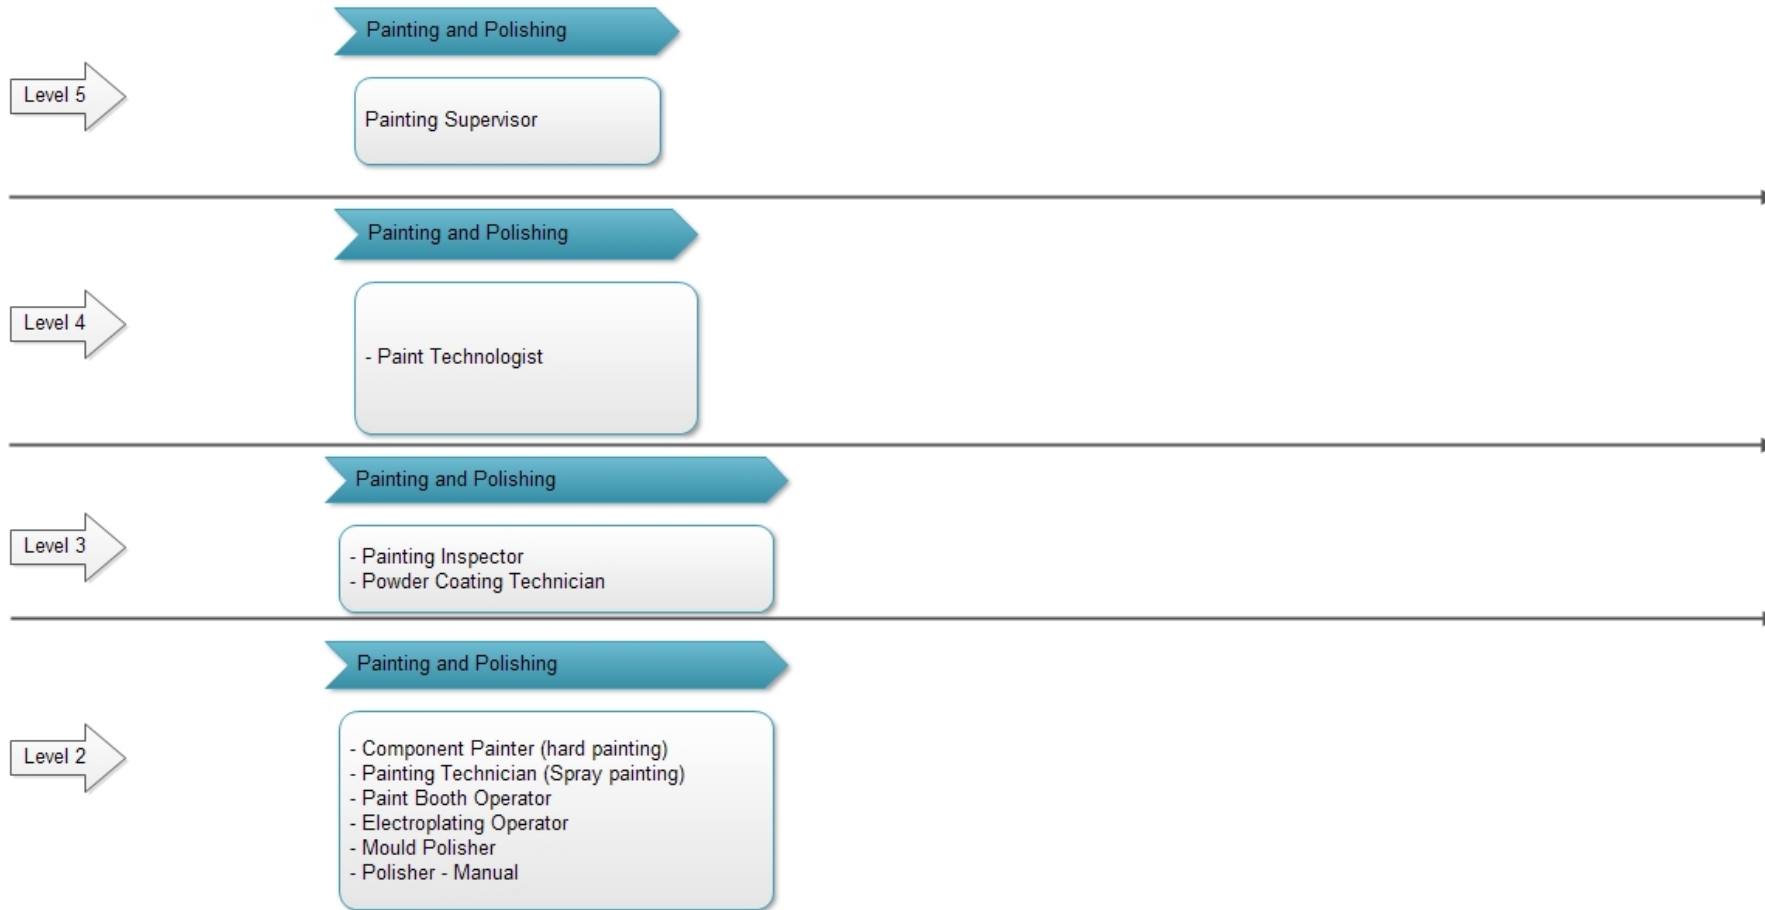 Painting and Polishing
Level 5
Painting Supervisor
Painting and Polishing
Level 4
- Paint Technologist
Painting and Polishing
Level 3
- Painting Inspector
- Powder Coating Technician
Painting and Polishing
Level 2
- Component Painter (hard painting)
- Painting Technician (Spray painting)
- Paint Booth Operator
- Electroplating Operator
- Mould Polisher
- Polisher - Manual